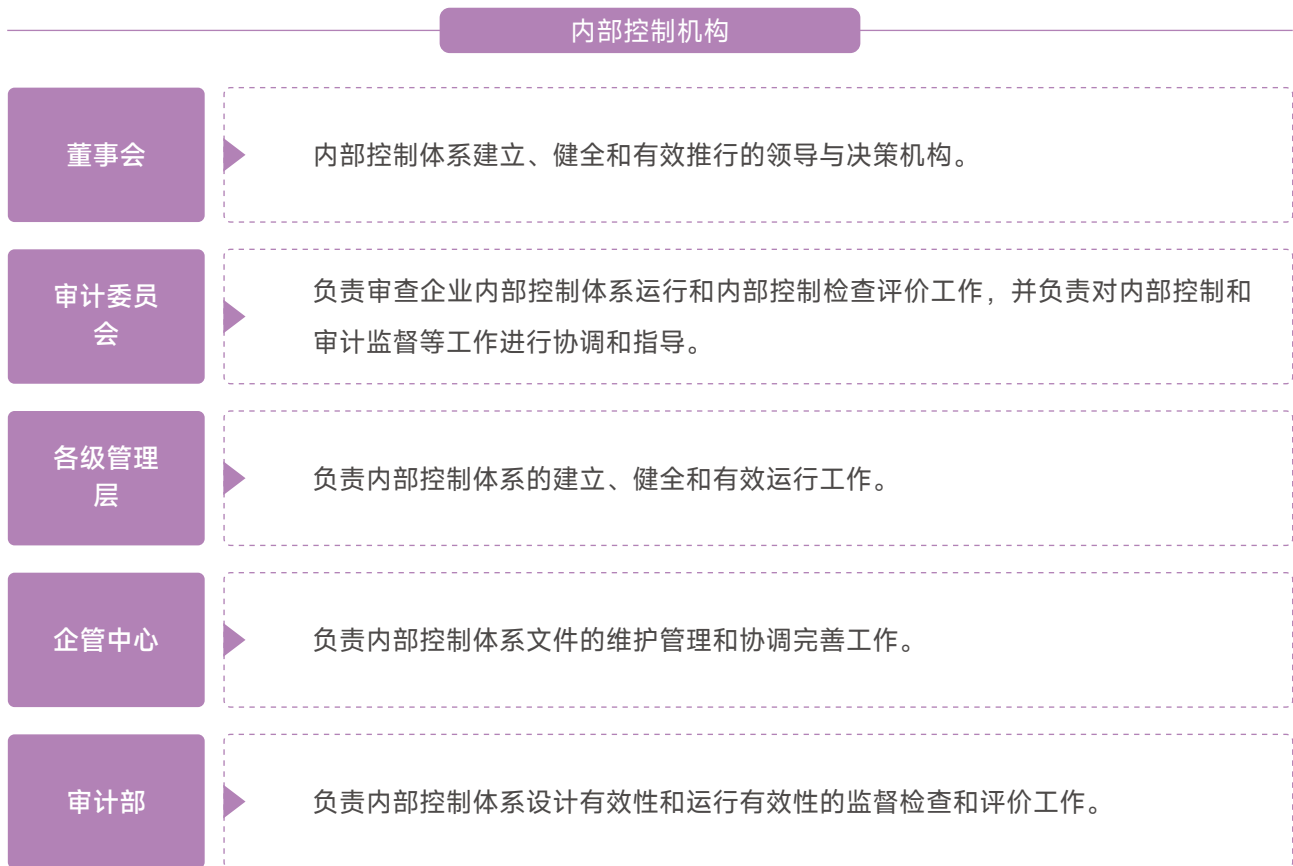 内部控制机构
董事会
内部控制体系建立、健全和有效推行的领导与决策机构。
审计委员
会
负责审查企业内部控制体系运行和内部控制检查评价工作，并负责对内部控制和
审计监督等工作进行协调和指导。
各级管理
层
负责内部控制体系的建立、健全和有效运行工作。
企管中心
负责内部控制体系文件的维护管理和协调完善工作。
审计部
负责内部控制体系设计有效性和运行有效性的监督检查和评价工作。